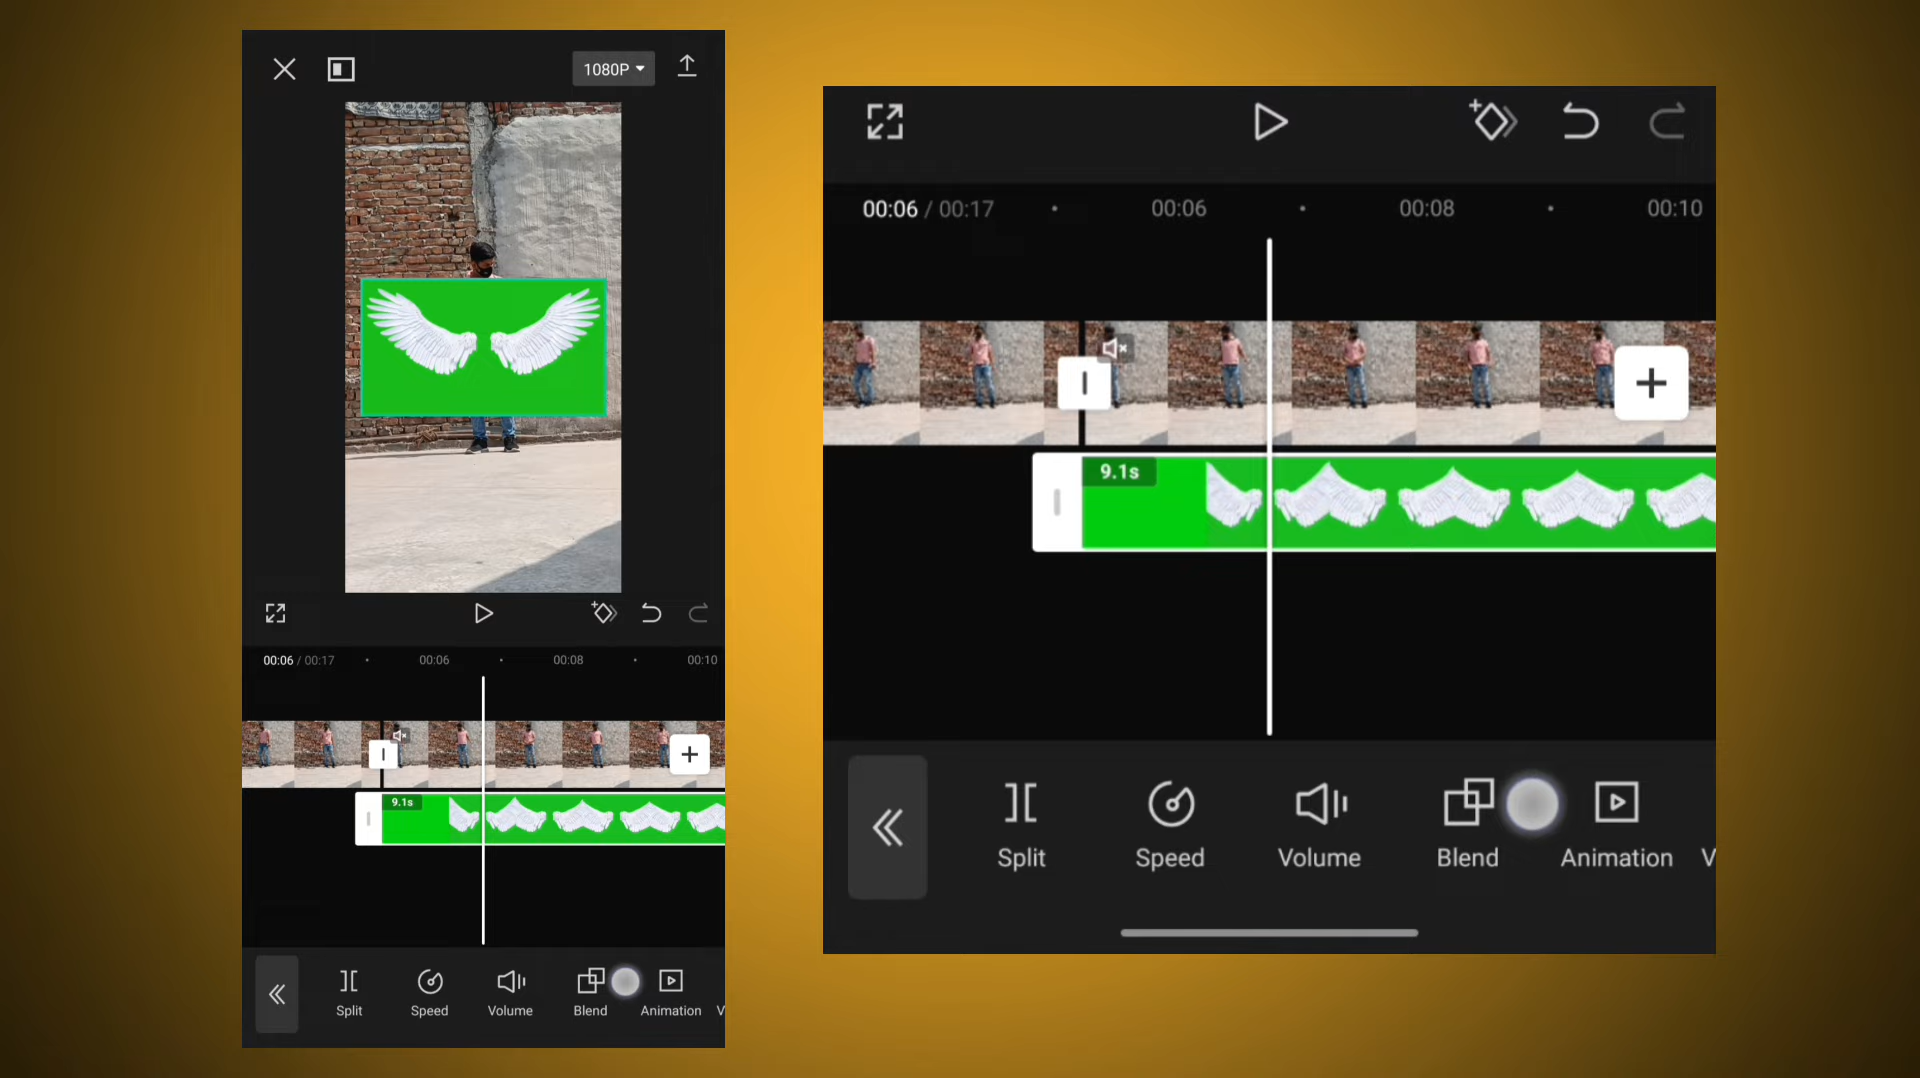 1080P
00:06 / 00:17
00:06
00:08
00:10
9.1s
Split
Speed
Volume
Blend
Animation
V
00:06 / 00:17
00:06
00:08
00:10
9.1s
Split
Speed
Volume
Blend
Animation
V